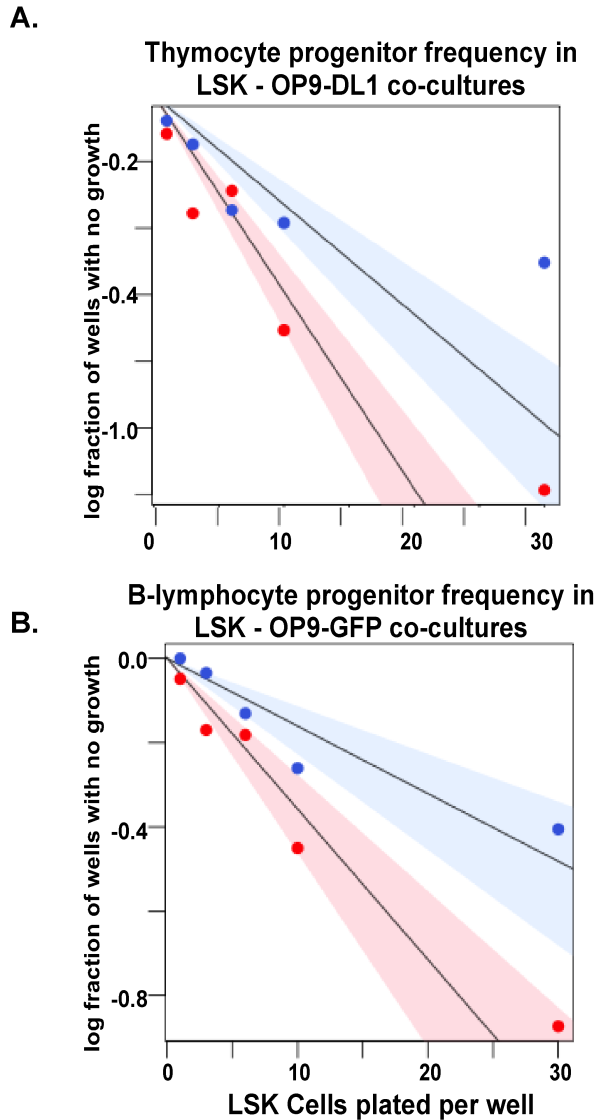 A.
Thymocyte progenitor frequency in
LSK - OP9-DL1 co-cultures
log fraction of wells with no growth
-0.2
-0.4
-1.0
0 10 20 30
B-lymphocyte progenitor frequency in
B.
LSK - OP9-GFP co-cultures
log fraction of wells with no growth
0.0
-0.4
-0.8
0 10 20 30
LSK Cells plated per well